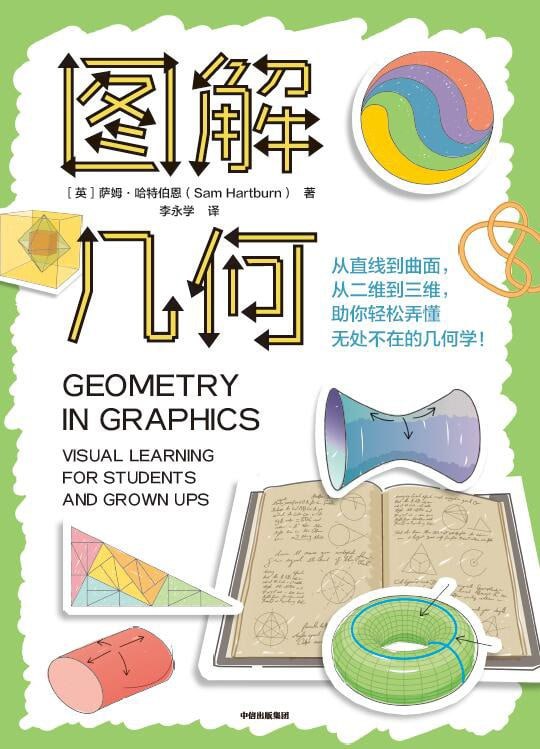 图解
[英]萨姆·哈特伯恩(Sam Hartburn) 著
李永学 译
几何
从直线到曲面,
从二维到三维,
助你轻松弄懂
无处不在的几何学!
GEOMETRY
IN GRAPHICS
VISUAL LEARNING
FOR STUDENTS
AND GROWN UPS
中信出版集团